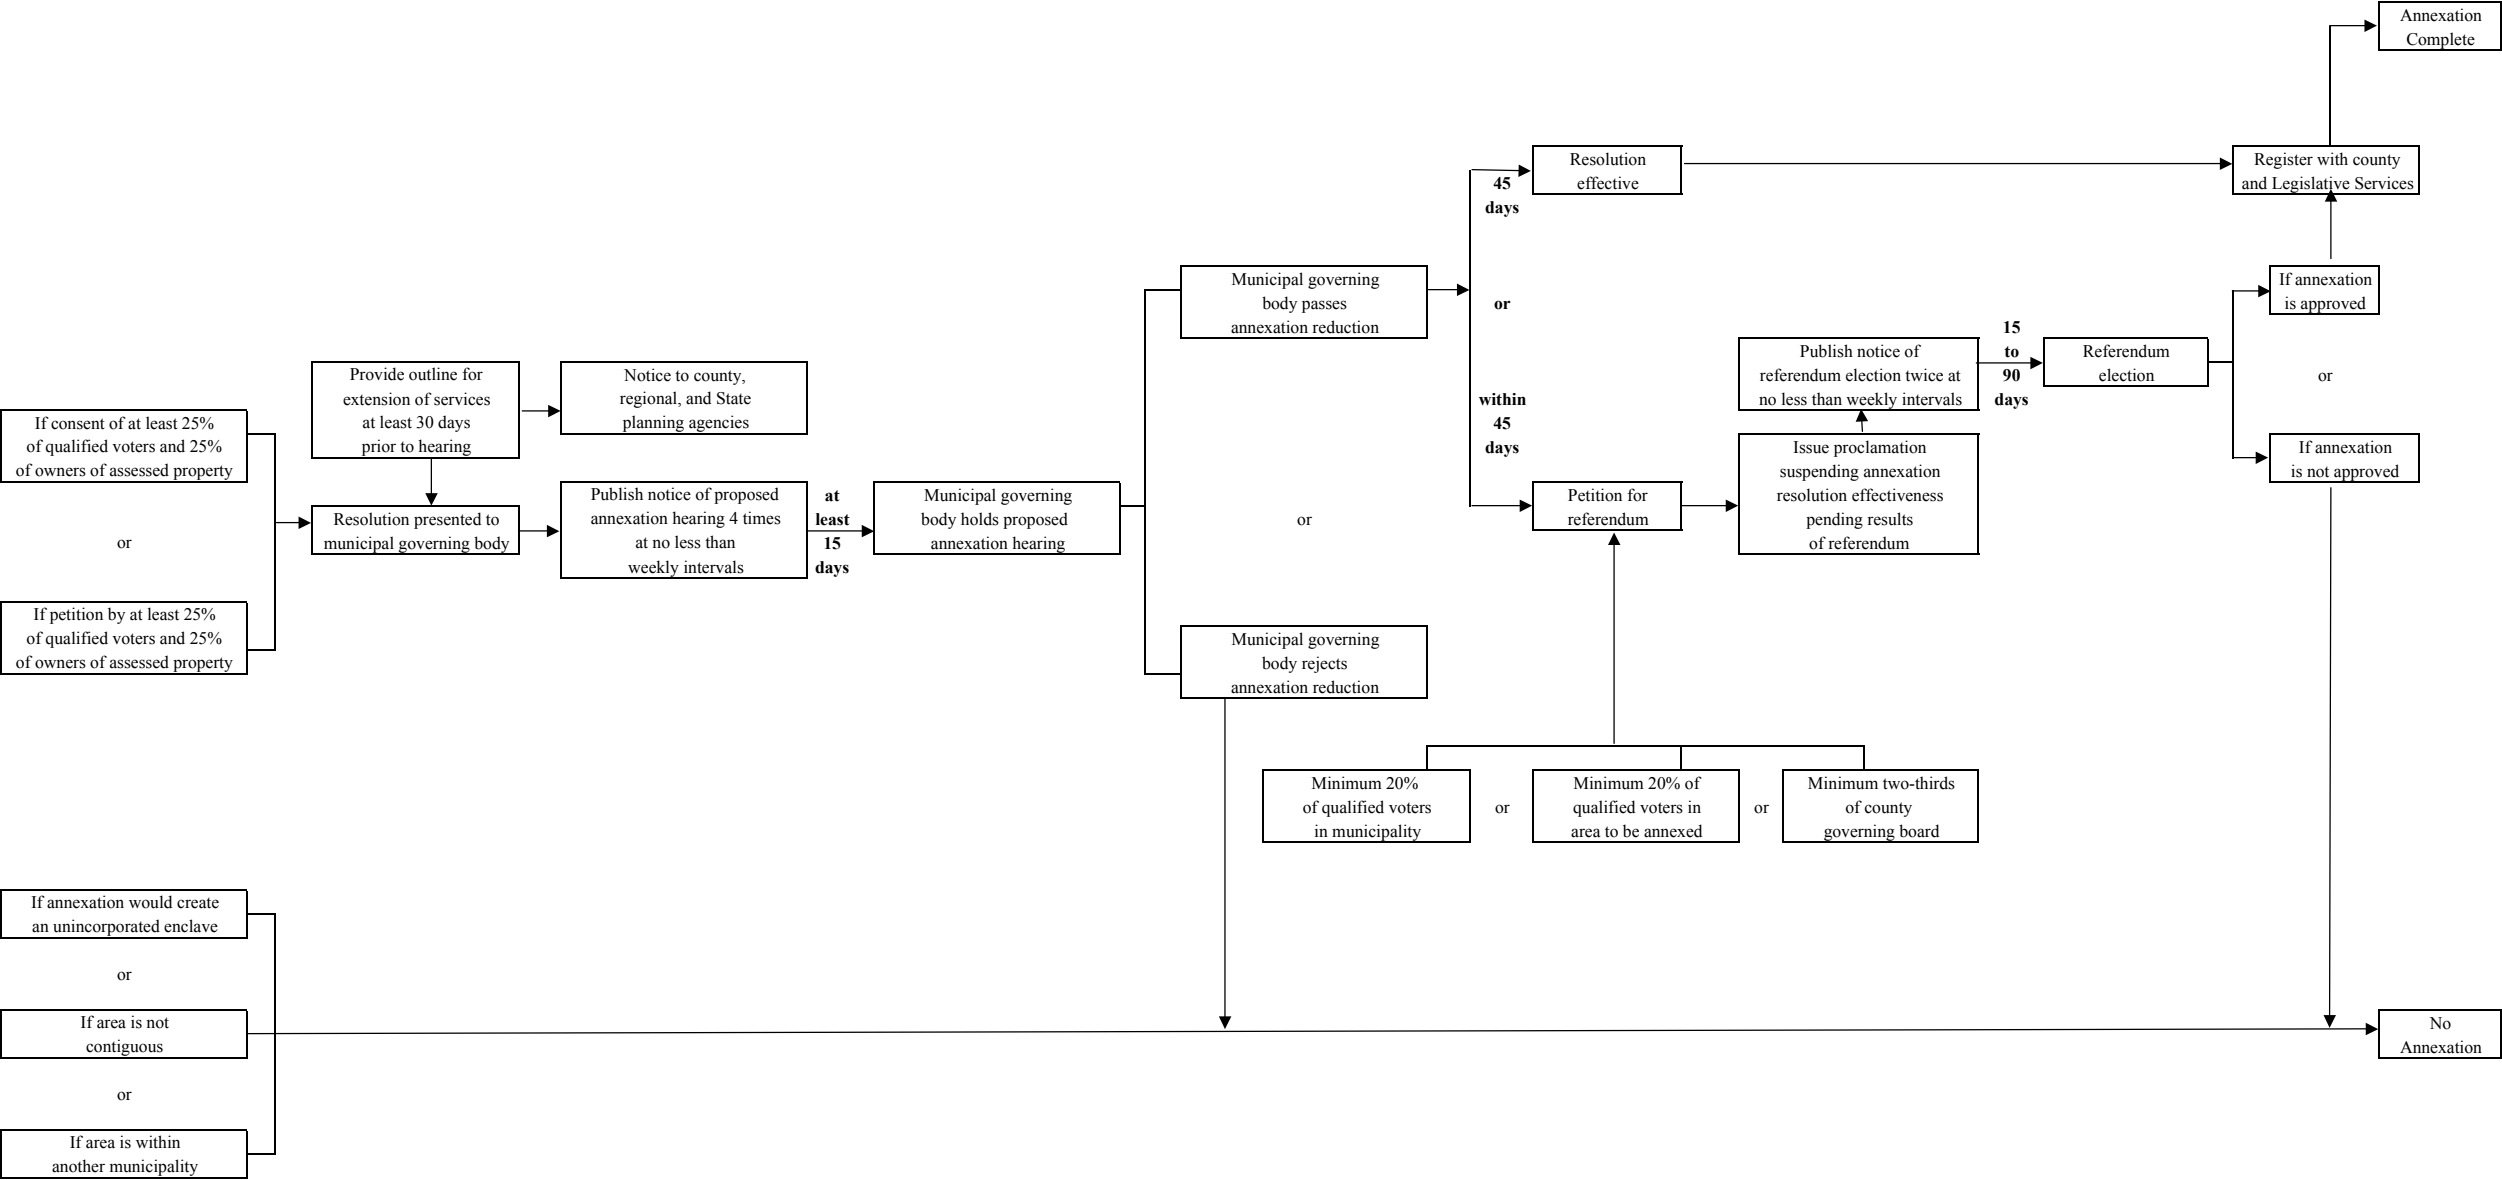 Annexation
Complete
Resolution
effective
Register with county
and Legislative Services
45
days
Municipal governing
body passes
annexation reduction
or
If annexation
is approved
within
45
days
Publish notice of
referendum election twice at
no less than weekly intervals
15
to
90
days
Referendum
election
or
If annexation
is not approved
Provide outline for
extension of services
at least 30 days
prior to hearing
Notice to county,
regional, and State
planning agencies
If consent of at least 25%
of qualified voters and 25%
of owners of assessed property
or
If petition by at least 25%
of qualified voters and 25%
of owners of assessed property
Resolution presented to
municipal governing body
Publish notice of proposed
annexation hearing 4 times
at no less than
weekly intervals
at
least
15
days
Municipal governing
body holds proposed
annexation hearing
or
Petition for
referendum
Issue proclamation
suspending annexation
resolution effectiveness
pending results
of referendum
Municipal governing
body rejects
annexation reduction
Minimum 20%
of qualified voters
in municipality
or
Minimum 20% of
qualified voters in
area to be annexed
or
Minimum two-thirds
of county
governing board
If annexation would create
an unincorporated enclave
or
If area is not
contiguous
or
If area is within
another municipality
No
Annexation